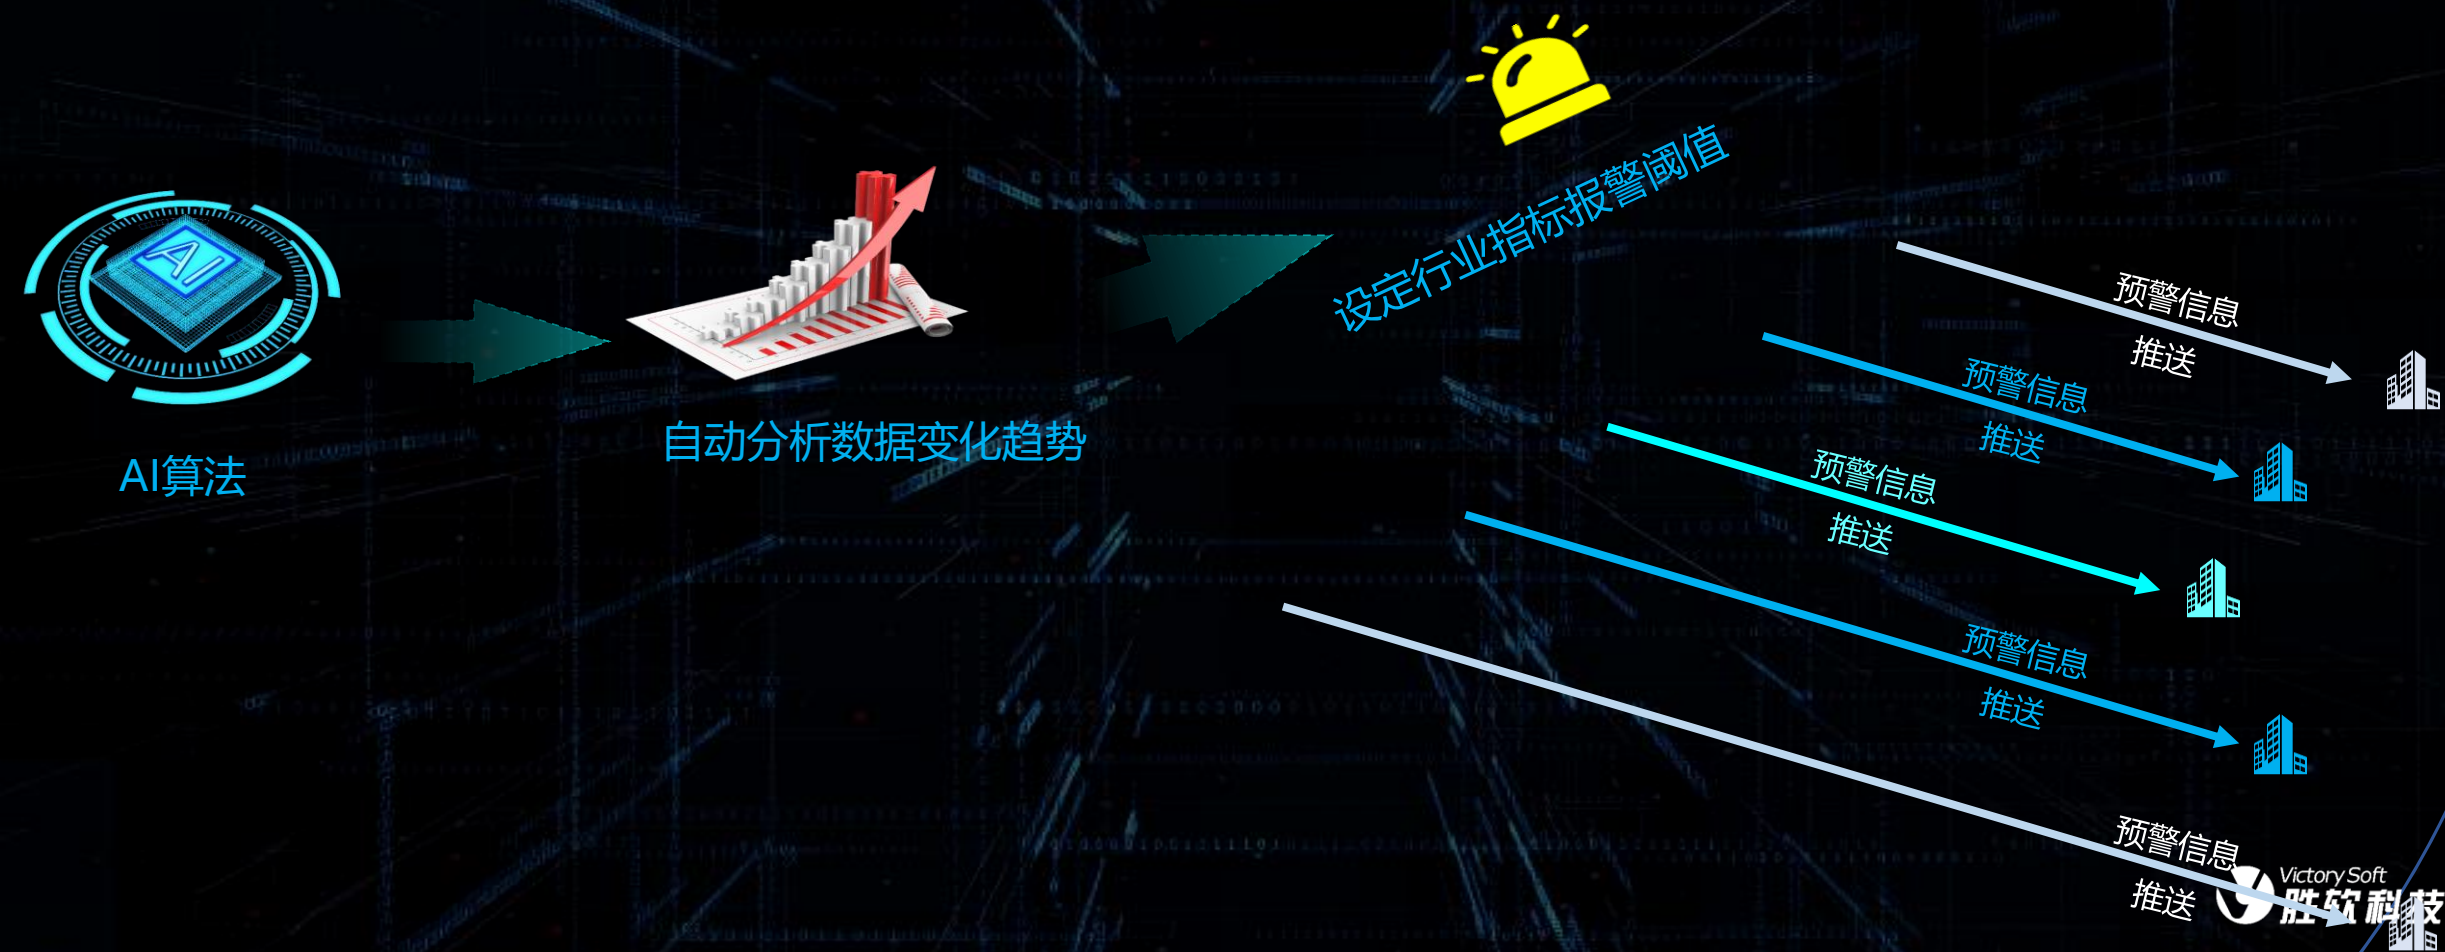 AI
AI算法
自动分析数据变化趋势
设定行业指标报警阈值
预警信息
推送
预警信息
推送
预警信息
推送
预警信息
推送
预警信息
推送
Victory Soft
胜软科技